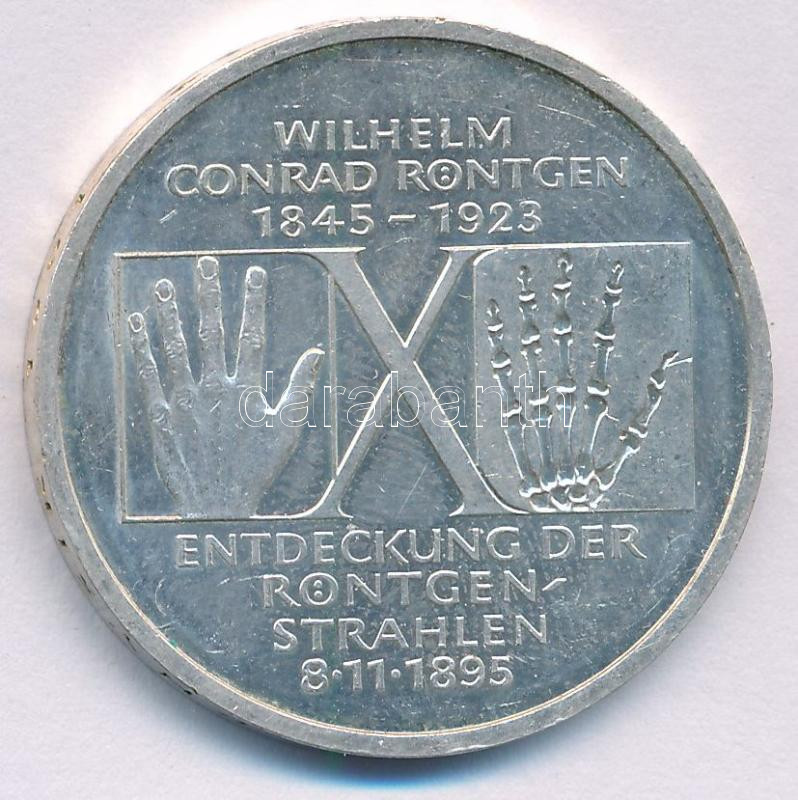 WILHELM
CONRAD RÖNTGEN
1845 – 1923
X
darabanth
ENTDECKUNG DER
RÖNTGEN-
STRAHLEN
8·11·1895